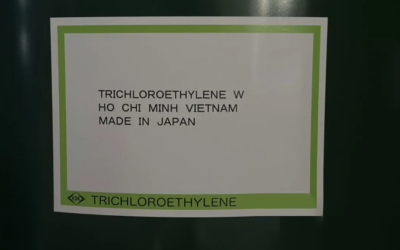 TRICHLOROETHYLENE W
HO CHI MINH VIETNAM
MADE IN JAPAN
TRICHLOROETHYLENE